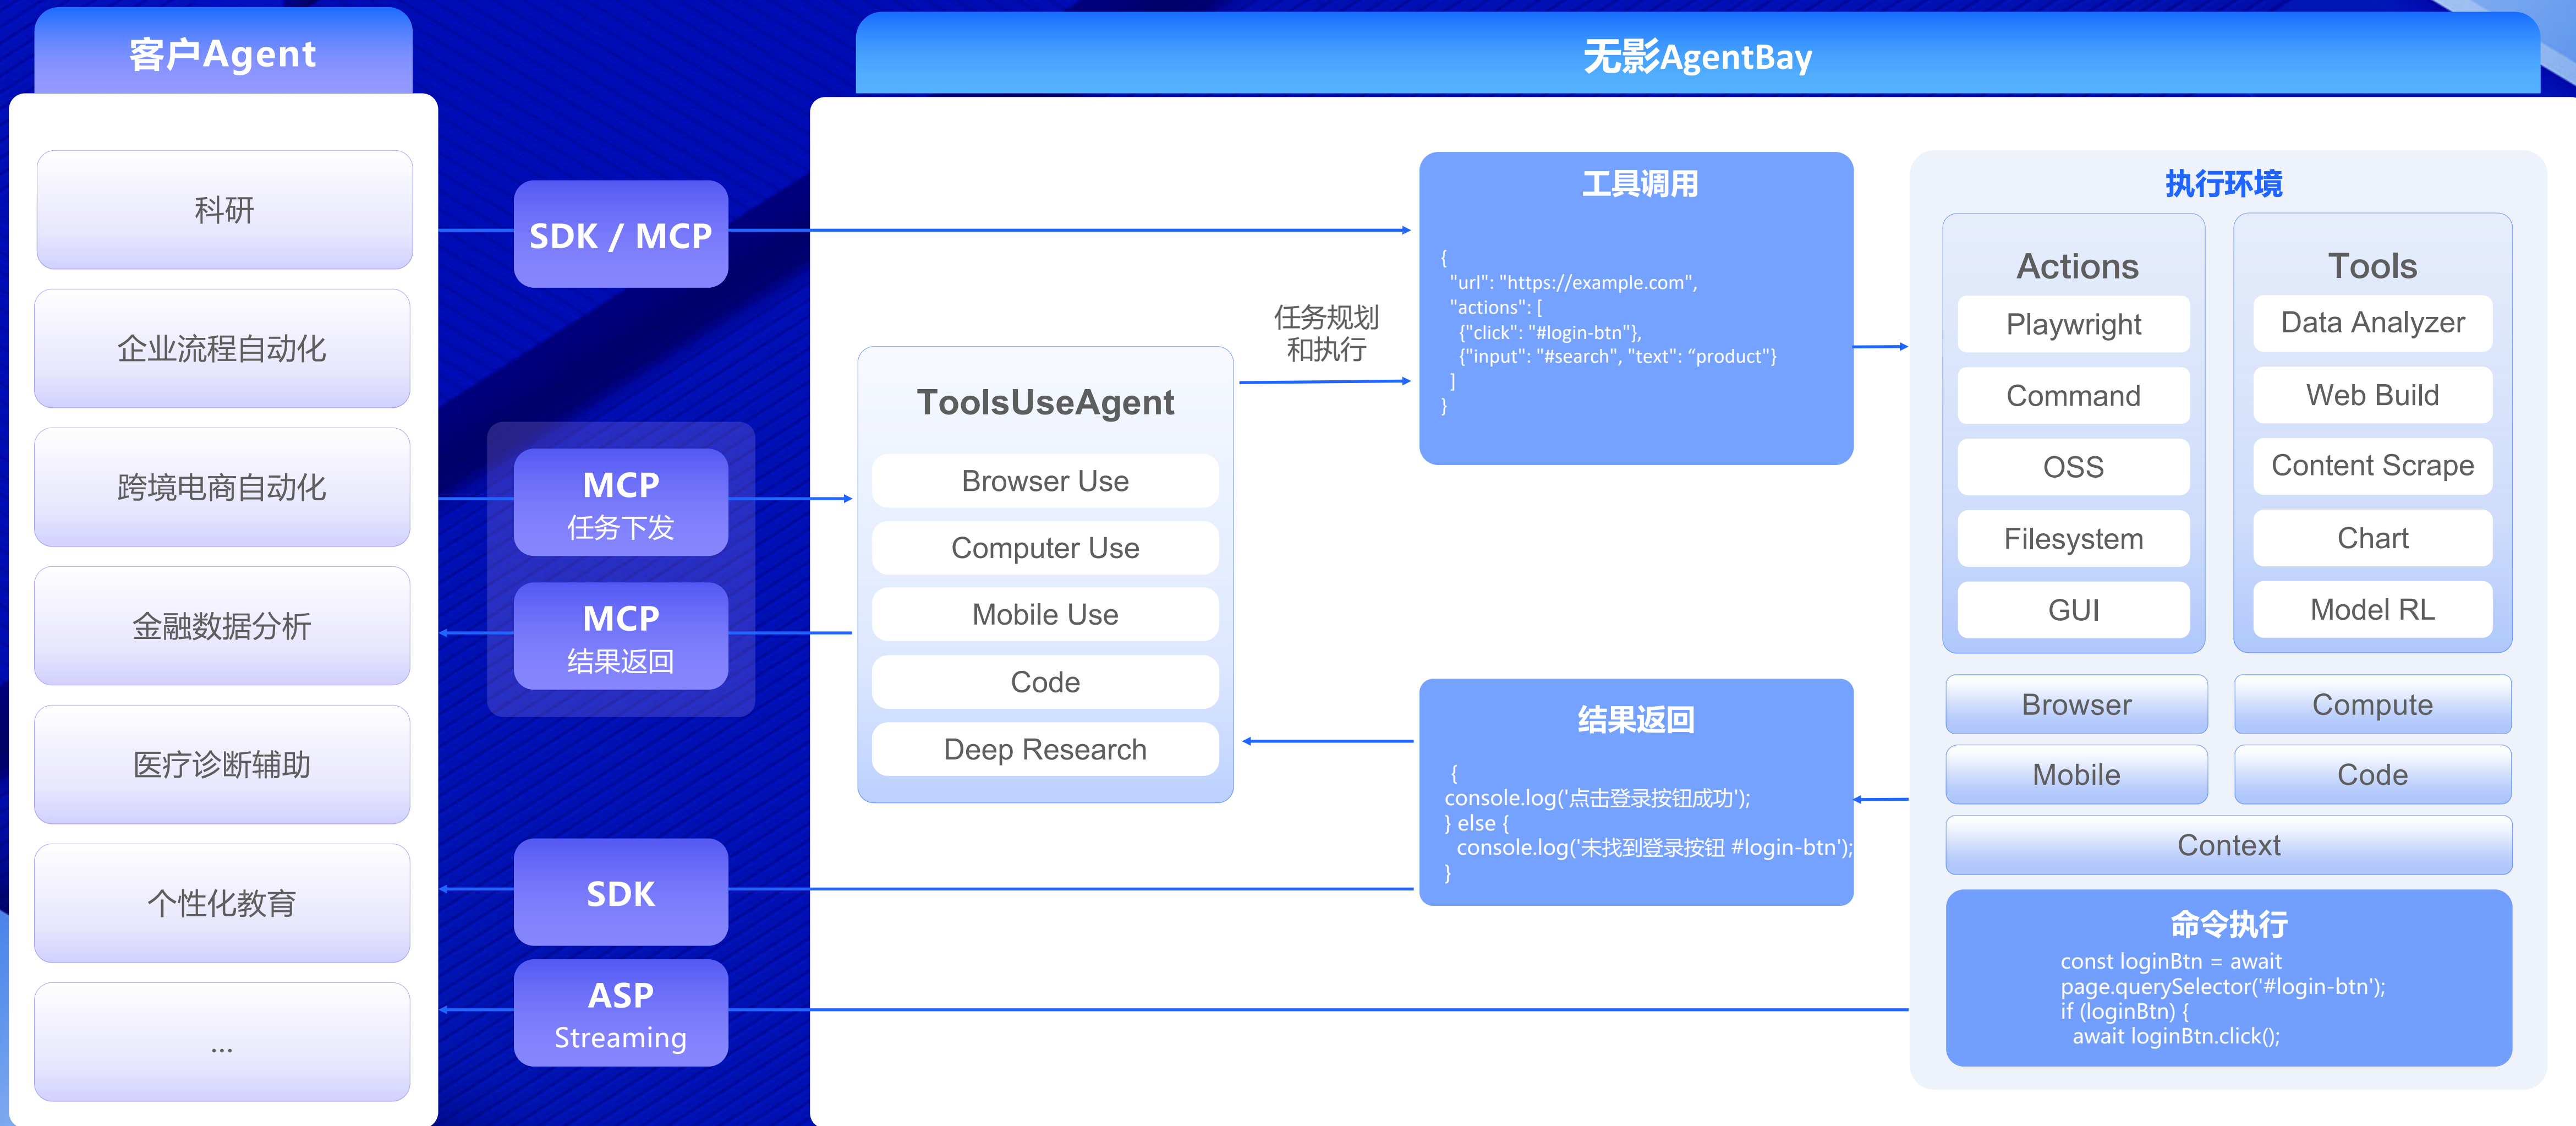 客户Agent
科研
企业流程自动化
跨境电商自动化
金融数据分析
医疗诊断辅助
个性化教育
...
SDK / MCP
MCP
任务下发
MCP
结果返回
SDK
ASP
Streaming
无影AgentBay
ToolsUseAgent
Browser Use
Computer Use
Mobile Use
Code
Deep Research
任务规划
和执行
工具调用
{
"url": "https://example.com",
"actions": [
{"click": "#login-btn"},
{"input": "#search", "text": “product"}
]
}
结果返回
{
console.log('点击登录按钮成功');
} else {
console.log('未找到登录按钮 #login-btn');
}
执行环境
Actions
Playwright
Command
OSS
Filesystem
GUI
Tools
Data Analyzer
Web Build
Content Scrape
Chart
Model RL
Browser
Compute
Mobile
Code
Context
命令执行
const loginBtn = await
page.querySelector('#login-btn');
if (loginBtn) {
await loginBtn.click();